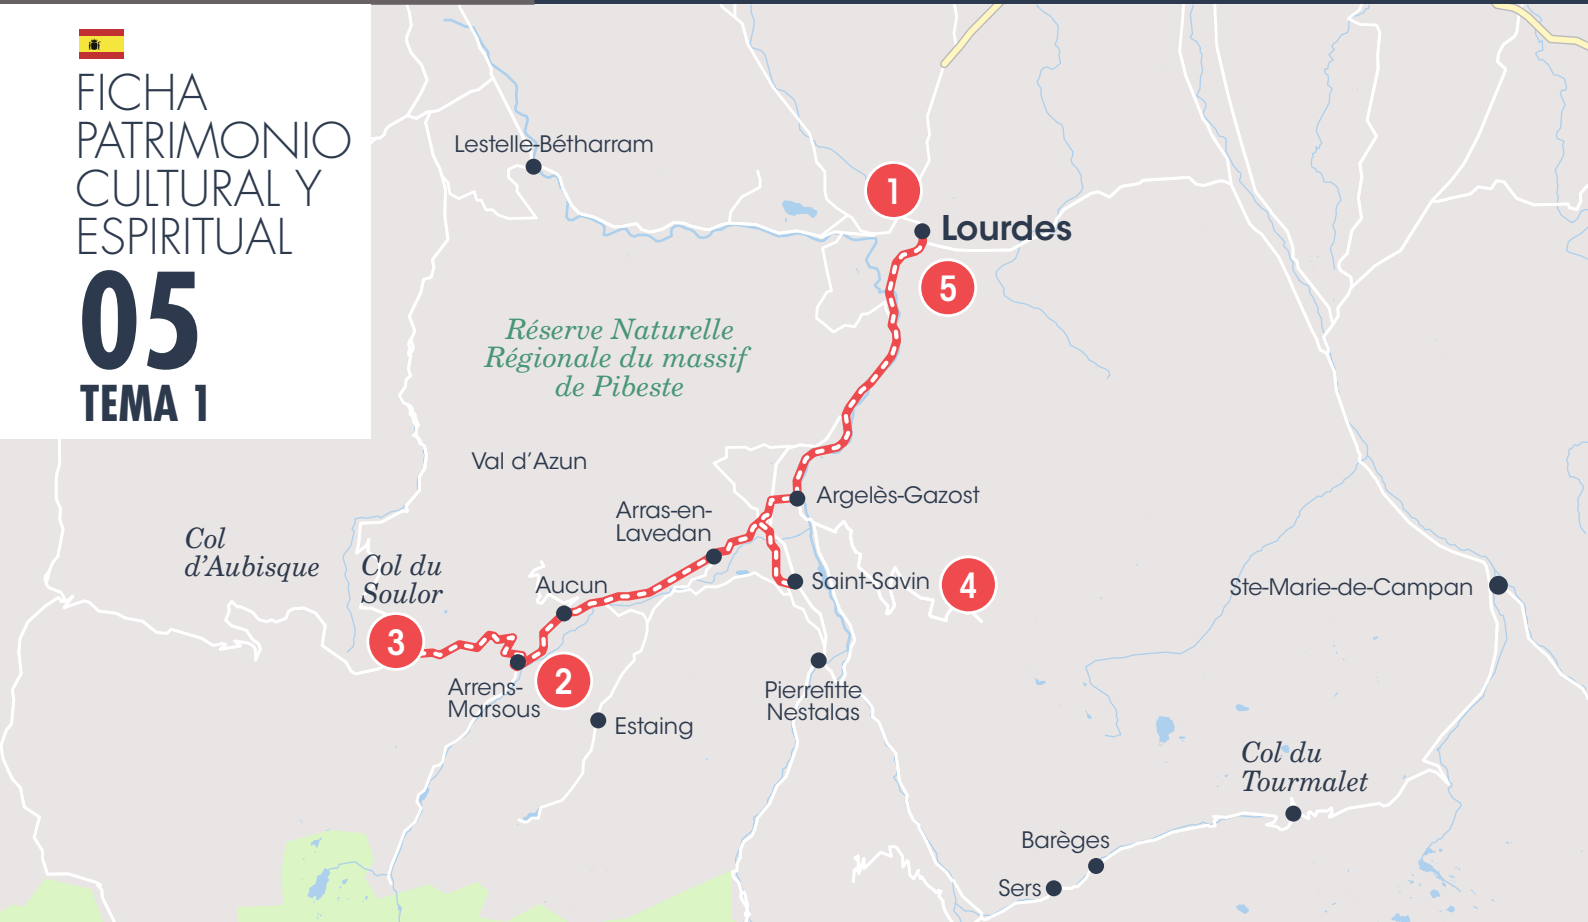 FICHA
PATRIMONIO
CULTURAL Y
ESPIRITUAL
05
TEMA 1
Lestelle-Bétharram
1
Lourdes
5
Réserve Naturelle
Régionale du massif
de Pibeste
Val d'Azun
Argelès-Gazost
Arras-en-
Lavedan
Col
d'Aubisque
Col du
Soulor
Aucun
Saint-Savin
4
Ste-Marie-de-Campan
3
2
Arrens-
Marsous
Pierrefitte
Nestalas
Estaing
Col du
Tourmalet
Barèges
Sers